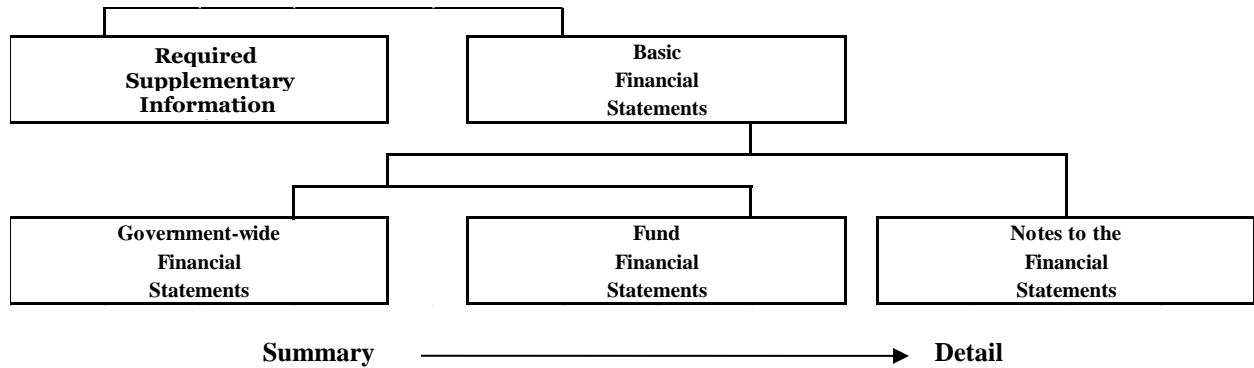 Required
Supplementary
Information
Basic
Financial
Statements
Government-wide
Financial
Statements
Fund
Financial
Statements
Notes to the
Financial
Statements
Summary
Detail